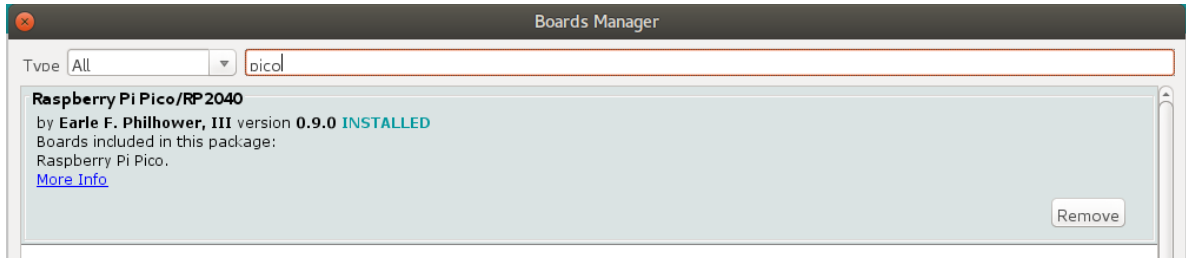 Boards Manager
Type All pico
Raspberry Pi Pico/RP2040
by Earle F. Philhower, III version 0.9.0 INSTALLED
Boards included in this package:
Raspberry Pi Pico.
More Info
Remove